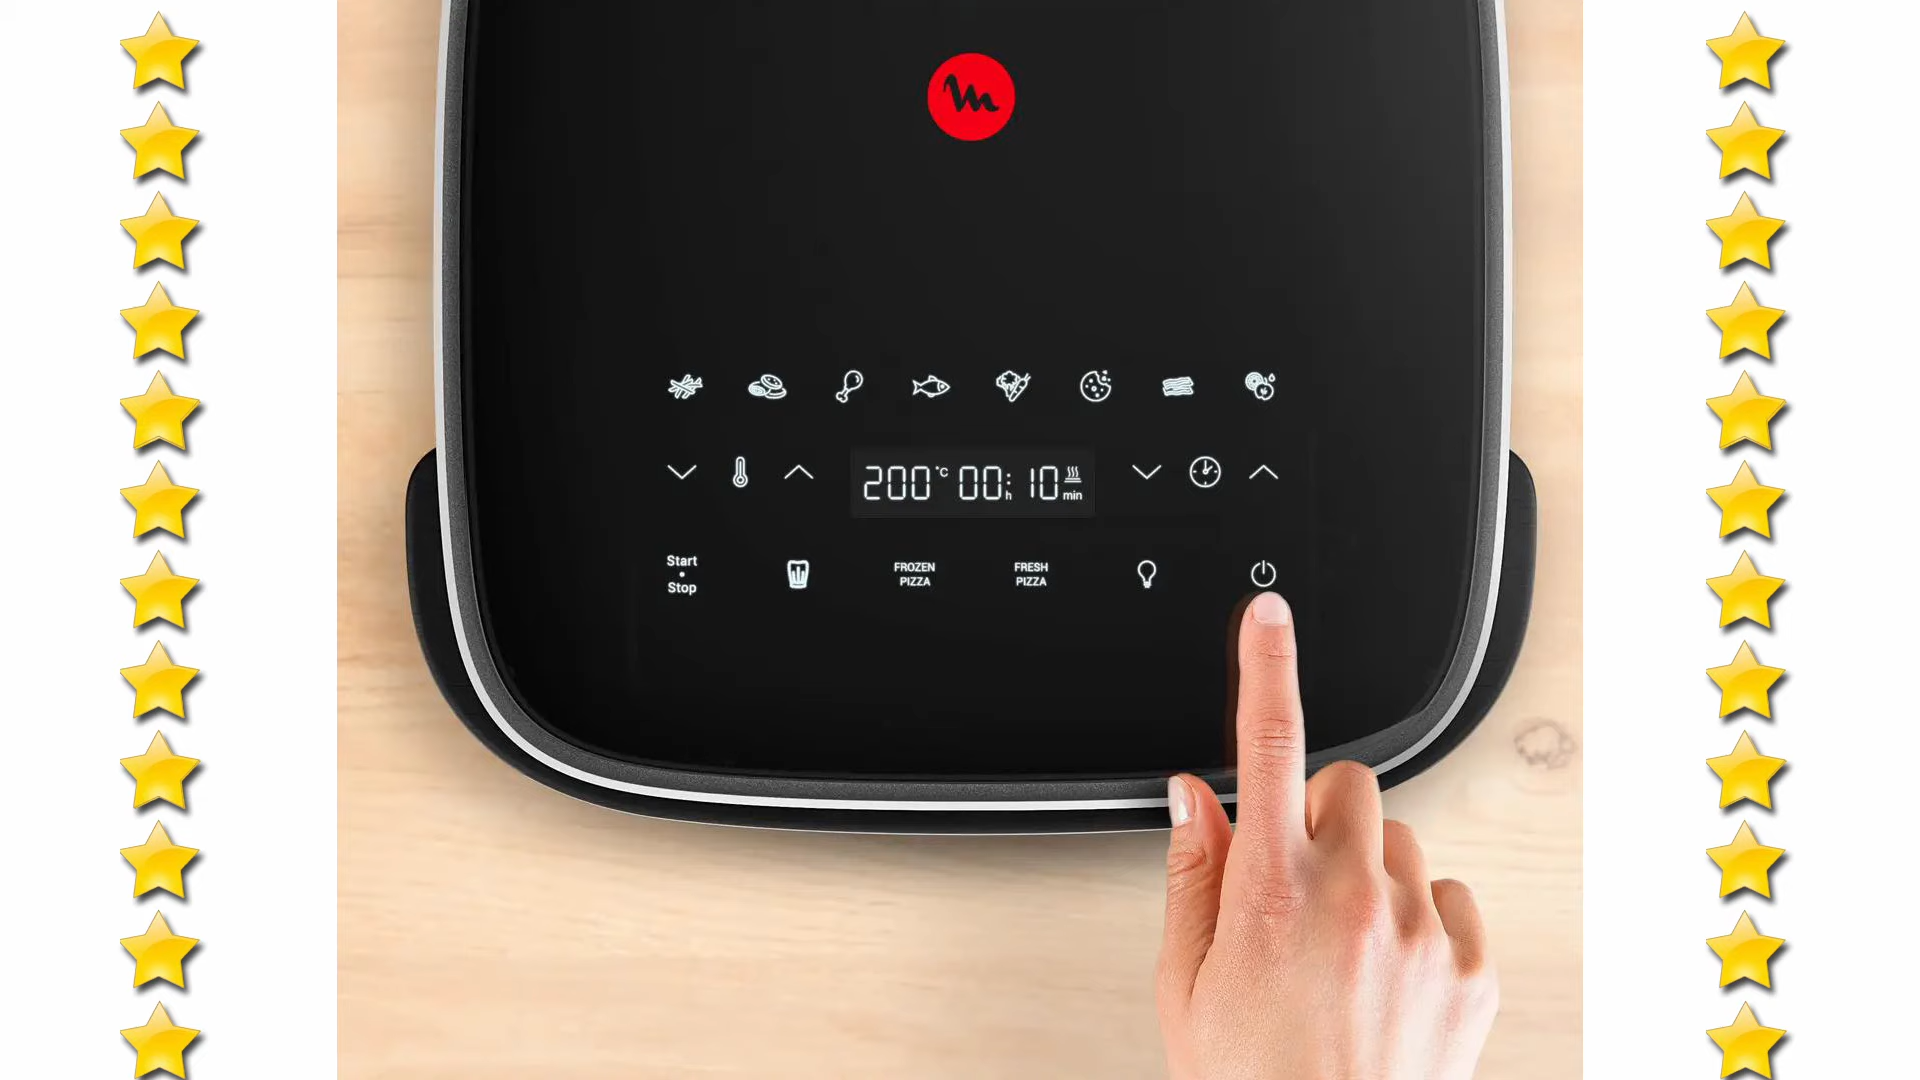 200°C 00:10
h min
Start
•
Stop
FROZEN
PIZZA
FRESH
PIZZA